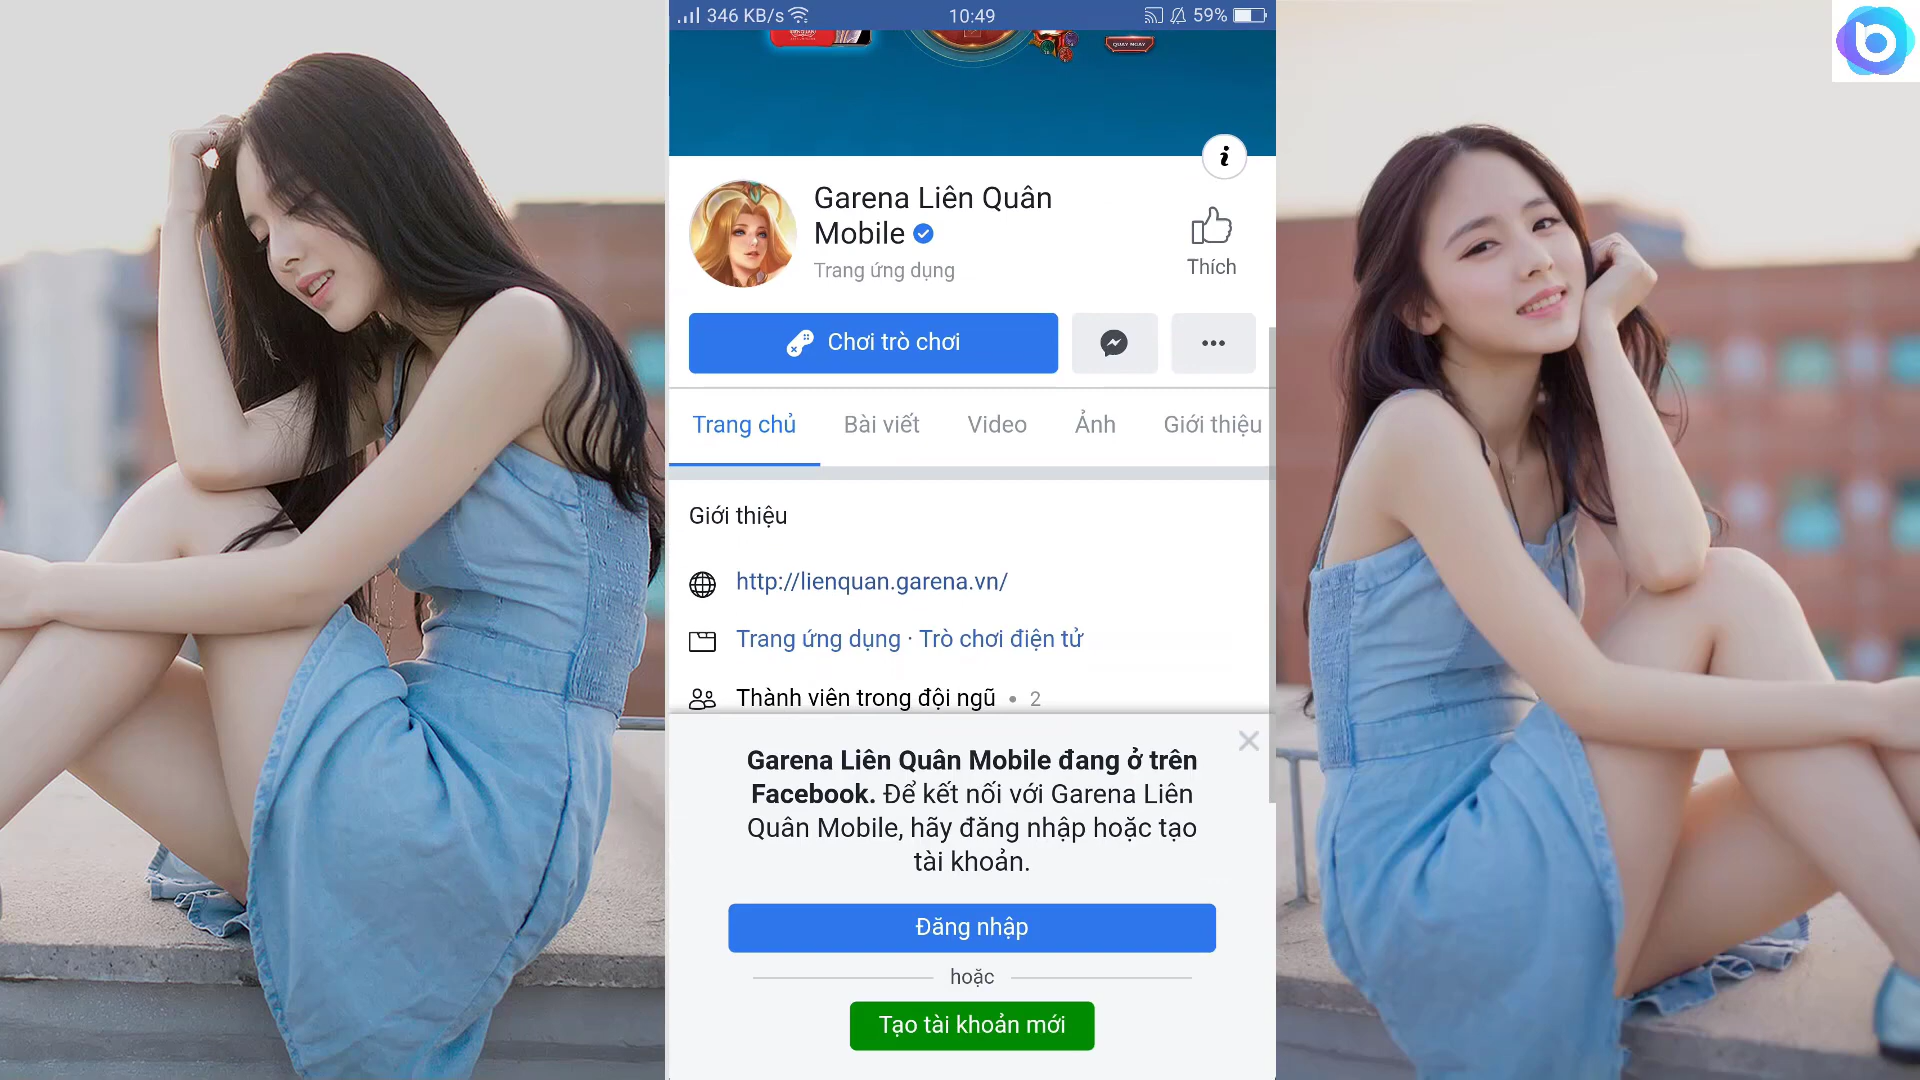 346 KB/s
10:49
59%
QUAY NGAY
Garena Liên Quân
Mobile
Trang ứng dụng
Thích
Chơi trò chơi
Trang chủ
Bài viết
Video
Ảnh
Giới thiệu
Giới thiệu
http://lienquan.garena.vn/
Trang ứng dụng · Trò chơi điện tử
Thành viên trong đội ngũ • 2
Garena Liên Quân Mobile đang ở trên
Facebook. Để kết nối với Garena Liên
Quân Mobile, hãy đăng nhập hoặc tạo
tài khoản.
Đăng nhập
hoặc
Tạo tài khoản mới